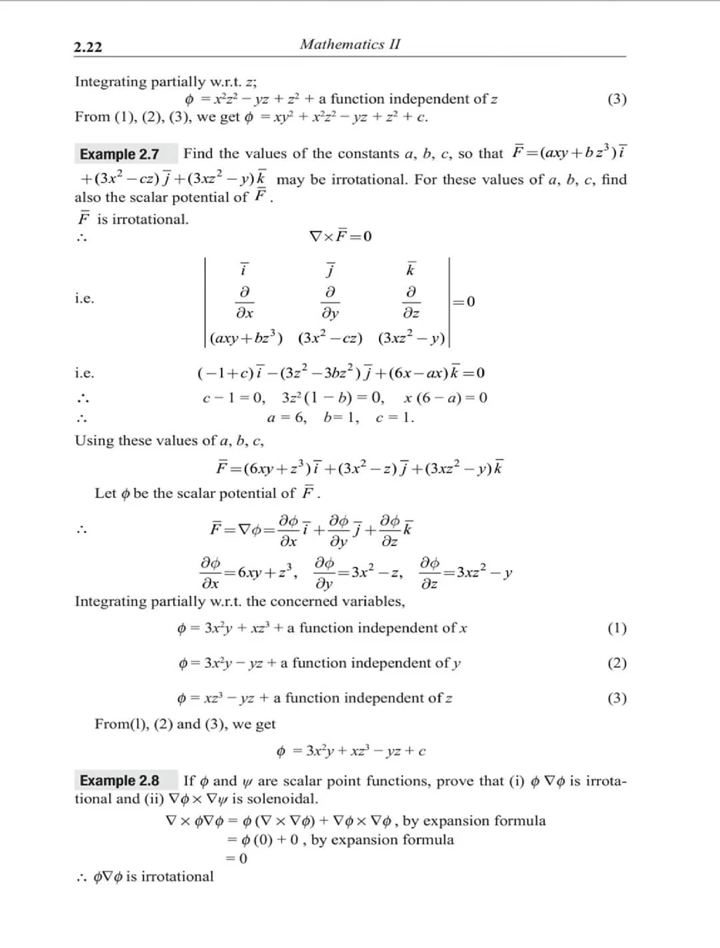 2.22 Mathematics II
Integrating partially w.r.t. z;
ϕ = x²z² – yz + z² + a function independent of z (3)
From (1), (2), (3), we get ϕ = xy² + x²z² – yz + z² + c.
Example 2.7 Find the values of the constants a, b, c, so that F̅ = (axy + bz³) i̅
+(3x² – cz) j̅ + (3xz² – y) k̅ may be irrotational. For these values of a, b, c, find
also the scalar potential of F̅.
F̅ is irrotational.
∴ ∇ × F̅ = 0
i̅ j̅ k̅
i.e. | ∂/∂x ∂/∂y ∂/∂z | = 0
(axy + bz³) (3x² – cz) (3xz² – y)
i.e. (–1 + c) i̅ – (3z² – 3bz²) j̅ + (6x – ax) k̅ = 0
∴ c – 1 = 0, 3z² (1 – b) = 0, x (6 – a) = 0
∴ a = 6, b= 1, c = 1.
Using these values of a, b, c,
F̅ = (6xy + z³) i̅ + (3x² – z) j̅ + (3xz² – y) k̅
Let ϕ be the scalar potential of F̅.
∴ F̅ = ∇ϕ = ∂ϕ/∂x i̅ + ∂ϕ/∂y j̅ + ∂ϕ/∂z k̅
∂ϕ/∂x = 6xy + z³, ∂ϕ/∂y = 3x² – z, ∂ϕ/∂z = 3xz² – y
Integrating partially w.r.t. the concerned variables,
ϕ = 3x²y + xz³ + a function independent of x (1)
ϕ = 3x²y – yz + a function independent of y (2)
ϕ = xz³ – yz + a function independent of z (3)
From(1), (2) and (3), we get
ϕ = 3x²y + xz³ – yz + c
Example 2.8 If ϕ and ψ are scalar point functions, prove that (i) ϕ ∇ϕ is irrota-
tional and (ii) ∇ϕ × ∇ψ is solenoidal.
∇ × ϕ∇ϕ = ϕ (∇ × ∇ϕ) + ∇ϕ × ∇ϕ , by expansion formula
= ϕ (0) + 0 , by expansion formula
= 0
∴ ϕ∇ϕ is irrotational